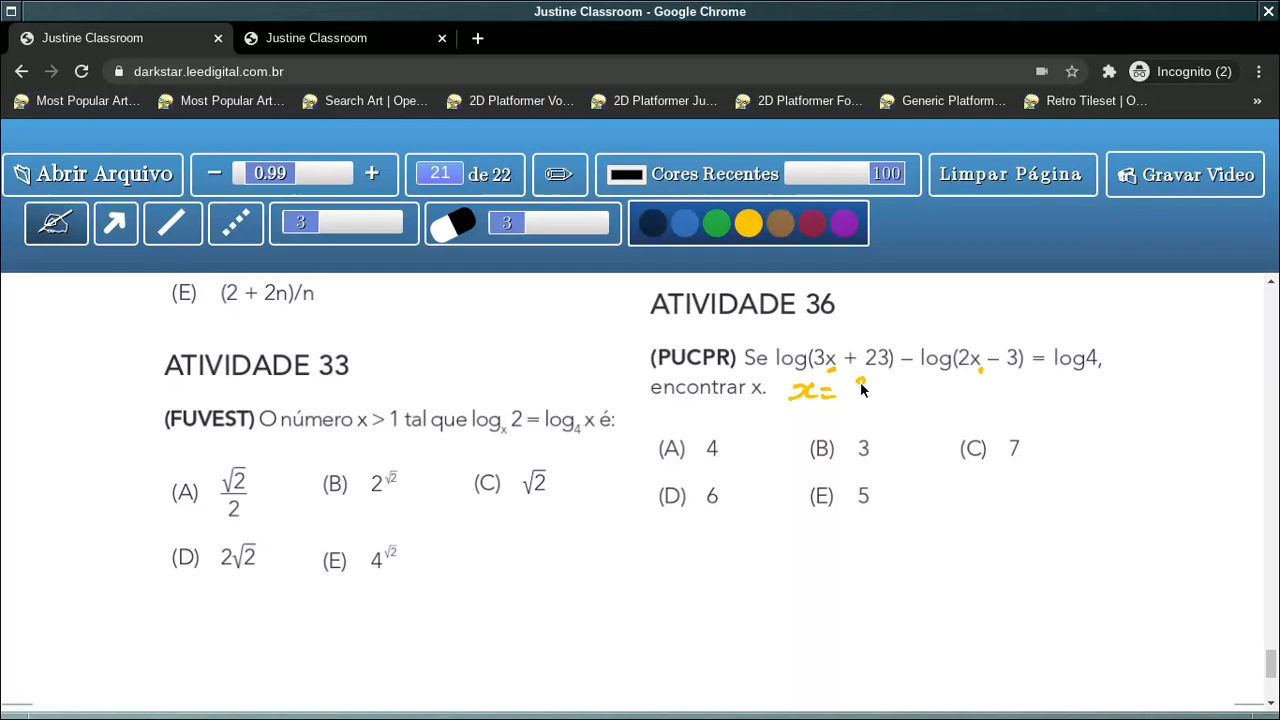 Justine Classroom - Google Chrome
Justine Classroom
Justine Classroom
darkstar.leedigital.com.br
Incognito (2)
Most Popular Art...
Most Popular Art...
Search Art | Ope...
2D Platformer Vo...
2D Platformer Ju...
2D Platformer Fo...
Generic Platform...
Retro Tileset | O...
Abrir Arquivo
− 0.99 +
21 de 22
Cores Recentes 100
Limpar Página
Gravar Video
3
3
(E) (2 + 2n)/n
ATIVIDADE 33
(FUVEST) O número x > 1 tal que logₓ 2 = log₄ x é:
(A) √2/2 (B) 2^√2 (C) √2
(D) 2√2 (E) 4^√2
ATIVIDADE 36
(PUCPR) Se log(3x + 23) − log(2x − 3) = log4,
encontrar x. x =
(A) 4 (B) 3 (C) 7
(D) 6 (E) 5